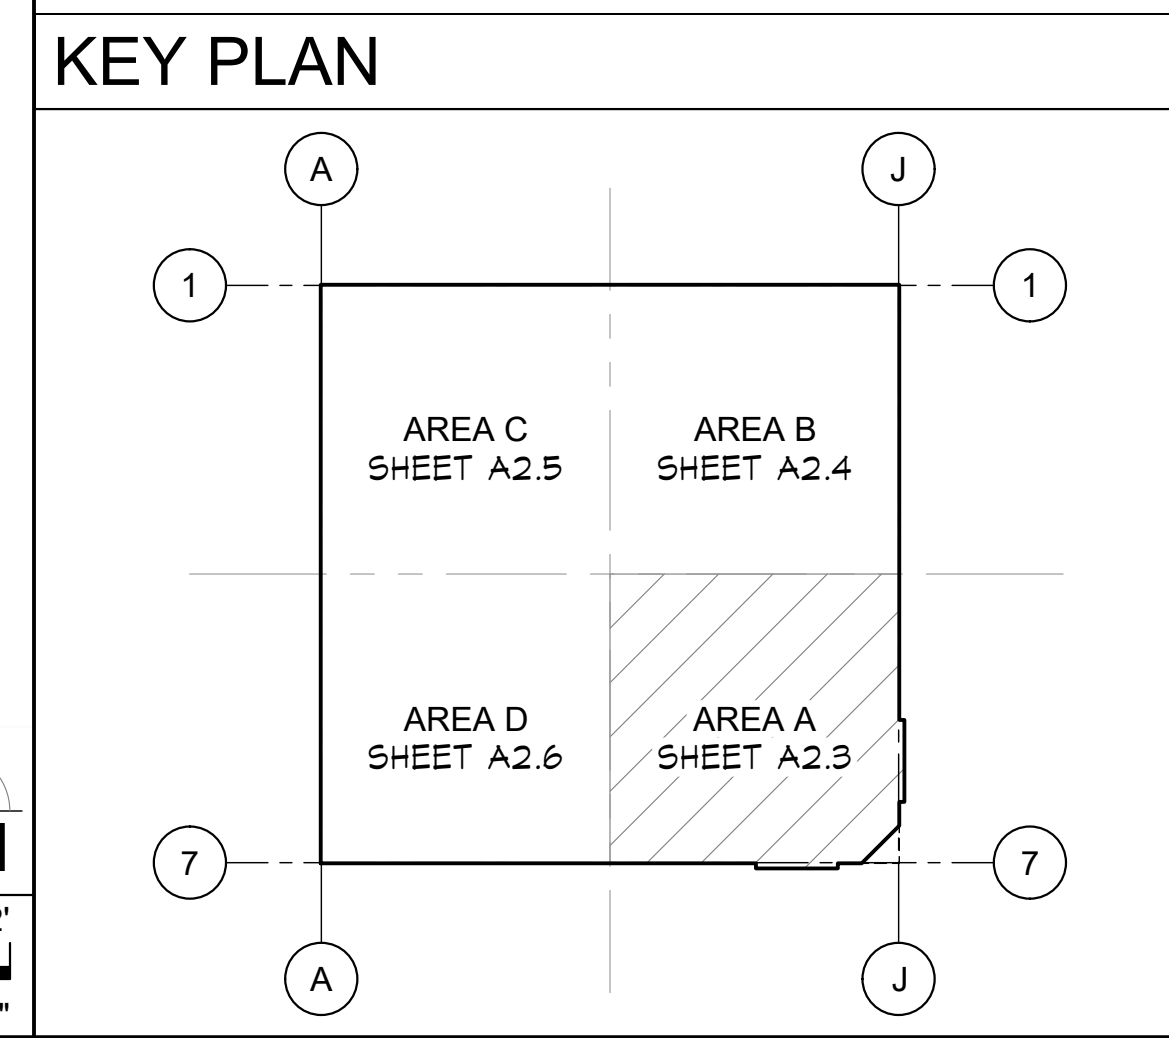 KEY PLAN
A J
1 1
AREA C AREA B
SHEET A2.5 SHEET A2.4
AREA D AREA A
SHEET A2.6 SHEET A2.3
7 7
2'
"
A J